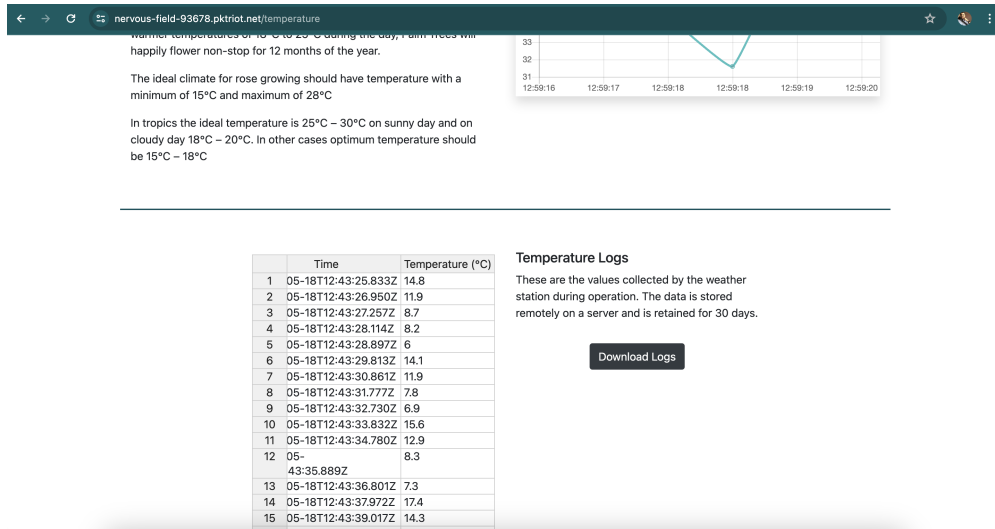 nervous-field-93678.pktriot.net/temperature
happily flower non-stop for 12 months of the year.
The ideal climate for rose growing should have temperature with a
minimum of 15°C and maximum of 28°C
In tropics the ideal temperature is 25°C – 30°C on sunny day and on
cloudy day 18°C – 20°C. In other cases optimum temperature should
be 15°C – 18°C
33
32
31
12:59:16 12:59:17 12:59:18 12:59:18 12:59:19 12:59:20
Time Temperature (°C)
1 05-18T12:43:25.833Z 14.8
2 05-18T12:43:26.950Z 11.9
3 05-18T12:43:27.257Z 8.7
4 05-18T12:43:28.114Z 8.2
5 05-18T12:43:28.897Z 6
6 05-18T12:43:29.813Z 14.1
7 05-18T12:43:30.861Z 11.9
8 05-18T12:43:31.777Z 7.8
9 05-18T12:43:32.730Z 6.9
10 05-18T12:43:33.832Z 15.6
11 05-18T12:43:34.780Z 12.9
12 05- 8.3
43:35.889Z
13 05-18T12:43:36.801Z 7.3
14 05-18T12:43:37.972Z 17.4
15 05-18T12:43:39.017Z 14.3
Temperature Logs
These are the values collected by the weather
station during operation. The data is stored
remotely on a server and is retained for 30 days.
Download Logs